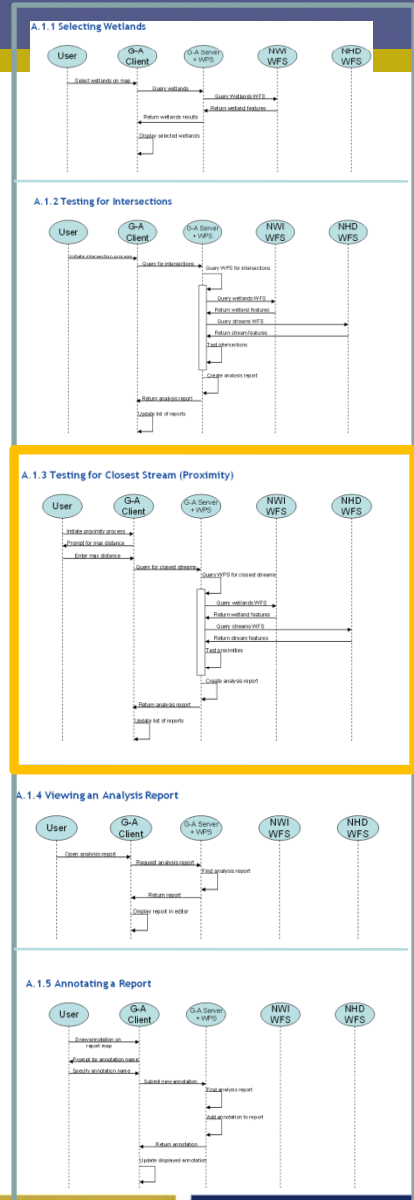 A.1.1 Selecting Wetlands
User
G-A
Client
G-A Server
+ WPS
NWI
WFS
NHD
WFS
Select wetlands on map
Query wetlands
Query Wetlands WFS
Return wetland features
Return wetlands results
Display selected wetlands
A.1.2 Testing for Intersections
User
G-A
Client
G-A Server
+ WPS
NWI
WFS
NHD
WFS
Initiate intersection process
Query for intersections
Query WPS for intersections
Query wetlands WFS
Return wetland features
Query streams WFS
Return stream features
Test intersections
Create analysis report
Return analysis report
Update list of reports
A.1.3 Testing for Closest Stream (Proximity)
User
G-A
Client
G-A Server
+ WPS
NWI
WFS
NHD
WFS
Initiate proximity process
Prompt for max distance
Enter max distance
Query for closest streams
Query WPS for closest streams
Query wetlands WFS
Return wetland features
Query streams WFS
Return stream features
Test proximities
Create analysis report
Return analysis report
Update list of reports
A.1.4 Viewing an Analysis Report
User
G-A
Client
G-A Server
+ WPS
NWI
WFS
NHD
WFS
Open analysis report
Request analysis report
Find analysis report
Return report
Display report in editor
A.1.5 Annotating a Report
User
G-A
Client
G-A Server
+ WPS
NWI
WFS
NHD
WFS
Draw annotation on
report map
Prompt for annotation name
Specify annotation name
Submit new annotation
Find analysis report
Add annotation to report
Return annotation
Update displayed annotation